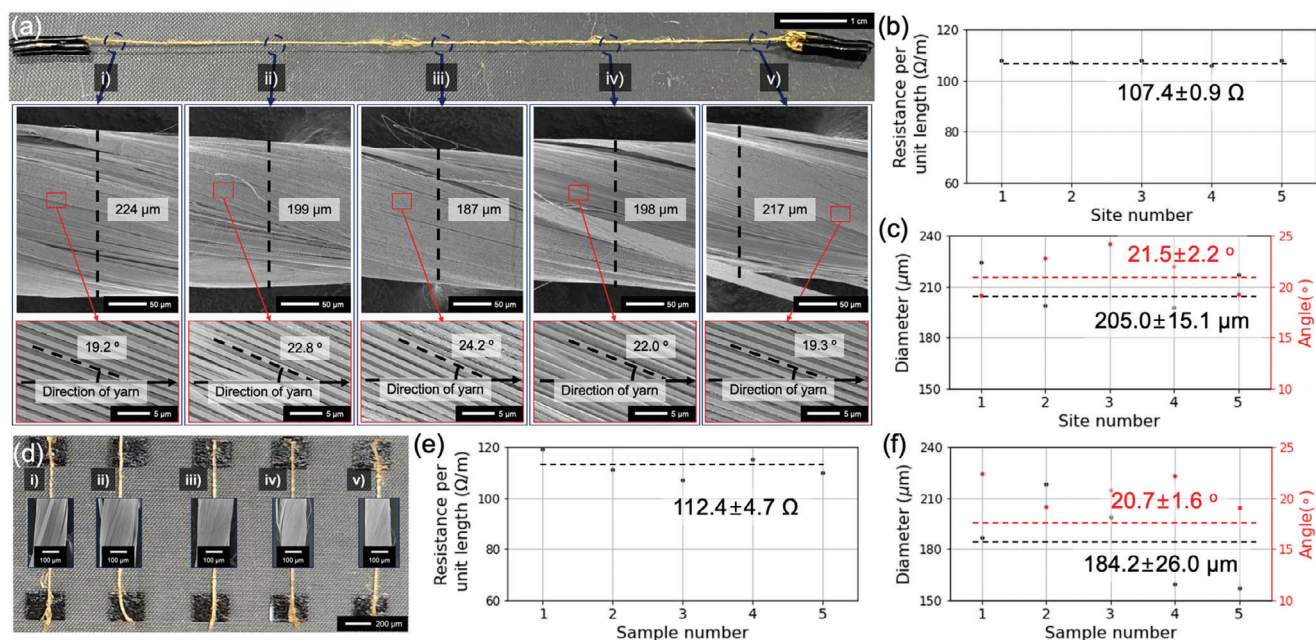 (a)
1 cm
i)
ii)
iii)
iv)
v)
224 μm
199 μm
187 μm
198 μm
217 μm
50 μm
50 μm
50 μm
50 μm
50 μm
19.2 º
22.8 º
24.2 º
22.0 º
19.3 º
Direction of yarn
Direction of yarn
Direction of yarn
Direction of yarn
Direction of yarn
5 μm
5 μm
5 μm
5 μm
5 μm
(b)
Resistance per
unit length (Ω/m)
120
100
80
60
107.4±0.9 Ω
1 2 3 4 5
Site number
(c)
Diameter (μm)
240
210
180
150
21.5±2.2 º
205.0±15.1 μm
25
20
15
10
Angle(∘)
1 2 3 4 5
Site number
(d)
i)
ii)
iii)
iv)
v)
100 μm
100 μm
100 μm
100 μm
100 μm
200 μm
(e)
Resistance per
unit length (Ω/m)
120
100
80
60
112.4±4.7 Ω
1 2 3 4 5
Sample number
(f)
Diameter (μm)
240
210
180
150
20.7±1.6 º
184.2±26.0 μm
25
20
15
10
Angle(∘)
1 2 3 4 5
Sample number